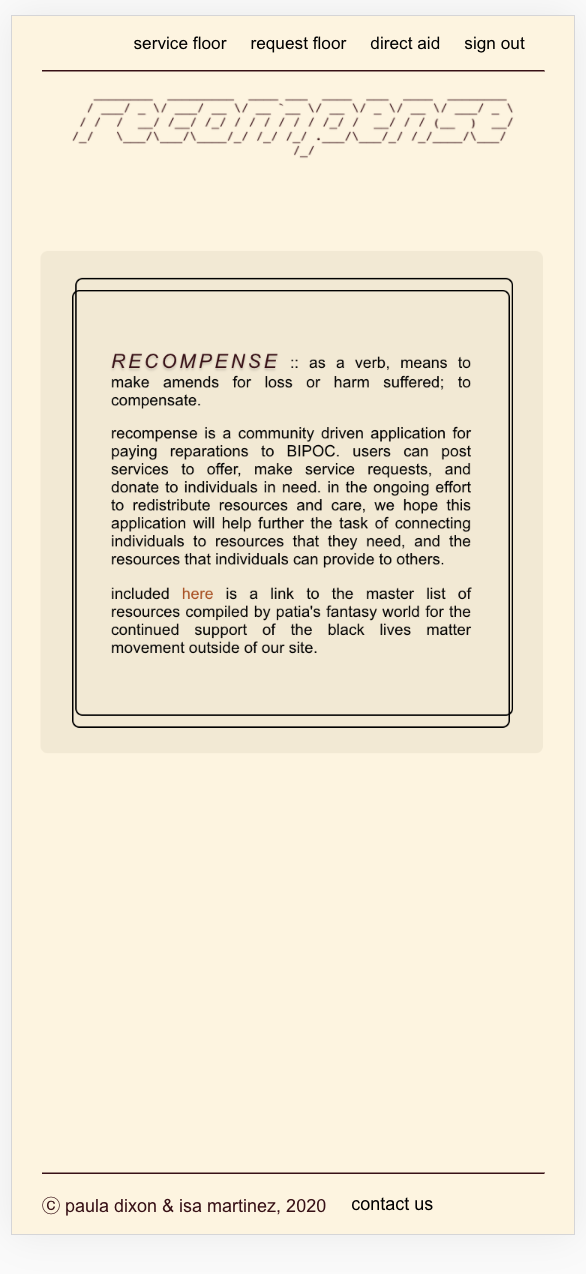 service floor request floor direct aid sign out
recompense
RECOMPENSE :: as a verb, means to
make amends for loss or harm suffered; to
compensate.
recompense is a community driven application for
paying reparations to BIPOC. users can post
services to offer, make service requests, and
donate to individuals in need. in the ongoing effort
to redistribute resources and care, we hope this
application will help further the task of connecting
individuals to resources that they need, and the
resources that individuals can provide to others.
included here is a link to the master list of
resources compiled by patia's fantasy world for the
continued support of the black lives matter
movement outside of our site.
ⓒ paula dixon & isa martinez, 2020 contact us